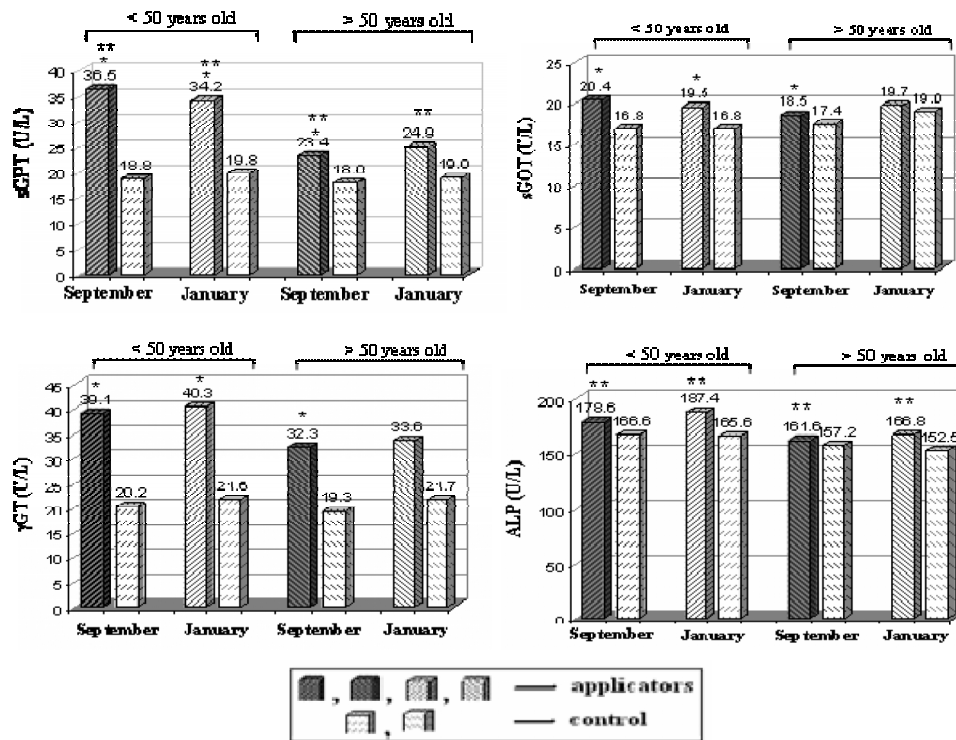 < 50 years old
> 50 years old
** **
* *
36.5 34.2
** **
*
23.4 24.9
18.8 19.8 18.0 19.0
sGPT (U/L)
40
35
30
25
20
15
10
5
0
September January September January
< 50 years old
> 50 years old
* * *
20.4 16.8 19.5 16.8 18.5 17.4 19.7 19.0
sGOT (U/L)
25
20
15
10
5
0
September January September January
< 50 years old
> 50 years old
* * *
39.1 20.2 40.3 21.6 32.3 19.3 33.6 21.7
γGT (U/L)
45
40
35
30
25
20
15
10
5
0
September January September January
< 50 years old
> 50 years old
** ** ** **
178.6 166.6 187.4 165.6 161.6 157.2 166.8 152.5
ALP (U/L)
200
150
100
50
0
September January September January
, , , applicators
, control